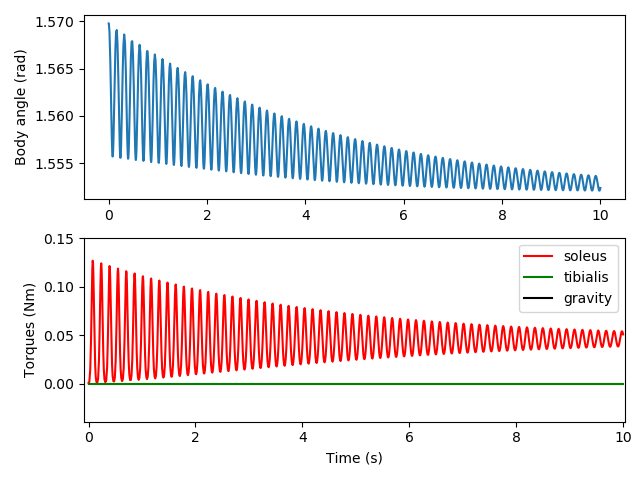 Body angle (rad)
1.570
1.565
1.560
1.555
0 2 4 6 8 10
Torques (Nm)
0.15
0.10
0.05
0.00
soleus
tibialis
gravity
0 2 4 6 8 10
Time (s)